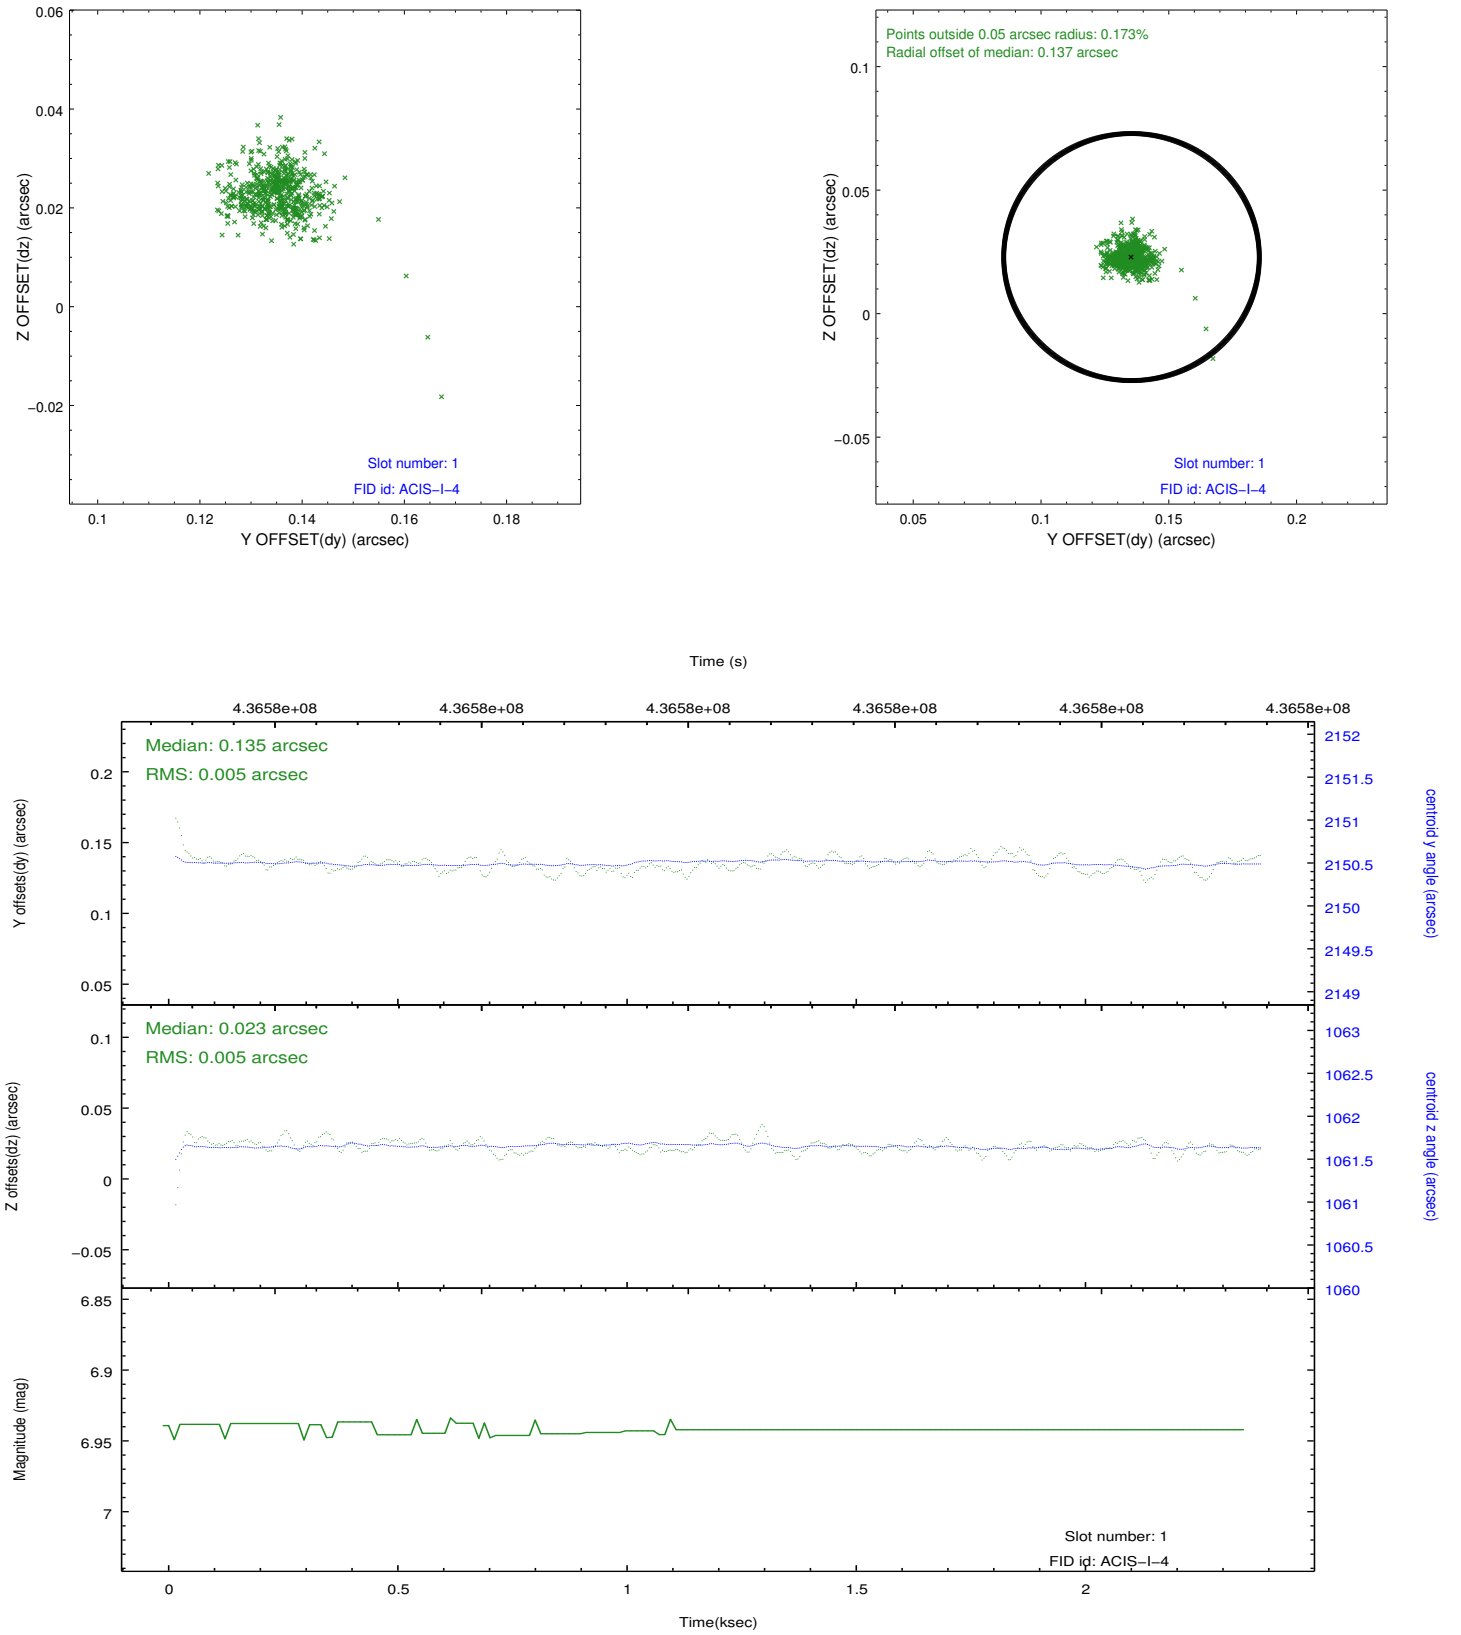 0.06
0.04
0.02
0
−0.02
Z OFFSET(dz) (arcsec)
Slot number: 1
FID id: ACIS−I−4
0.1 0.12 0.14 0.16 0.18
Y OFFSET(dy) (arcsec)
Points outside 0.05 arcsec radius: 0.173%
Radial offset of median: 0.137 arcsec
0.1
0.05
0
−0.05
Z OFFSET(dz) (arcsec)
Slot number: 1
FID id: ACIS−I−4
0.05 0.1 0.15 0.2
Y OFFSET(dy) (arcsec)
Time (s)
4.3658e+08 4.3658e+08 4.3658e+08 4.3658e+08 4.3658e+08 4.3658e+08
Median: 0.135 arcsec
RMS: 0.005 arcsec
0.2
0.15
0.1
0.05
Y offsets(dy) (arcsec)
2152
2151.5
2151
2150.5
2150
2149.5
2149
centroid y angle (arcsec)
Median: 0.023 arcsec
RMS: 0.005 arcsec
0.1
0.05
0
−0.05
Z offsets(dz) (arcsec)
1063
1062.5
1062
1061.5
1061
1060.5
1060
centroid z angle (arcsec)
6.85
6.9
6.95
7
Magnitude (mag)
Slot number: 1
FID id: ACIS−I−4
0 0.5 1 1.5 2
Time(ksec)